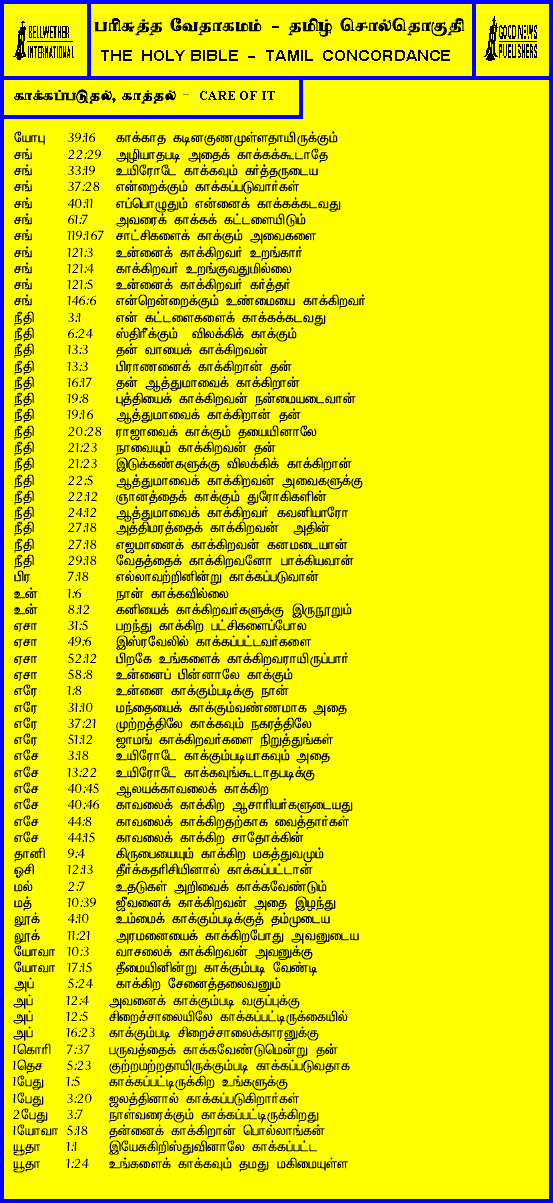 BELLWETHER
INTERNATIONAL
பரிசுத்த வேதாகமம் - தமிழ் சொல்தொகுதி
THE HOLY BIBLE - TAMIL CONCORDANCE
GOOD NEWS
PUBLISHERS
காக்கப்படுதல், காத்தல் - CARE OF IT
யோபு 39:16 காக்காத கடினகுணமுள்ளதாயிருக்கும்
சங் 22:29 அழியாதபடி அதைக் காக்கக்கூடாதே
சங் 33:19 உயிரோடே காக்கவும் கர்த்தருடைய
சங் 37:28 என்றைக்கும் காக்கப்படுவார்கள்
சங் 40:11 எப்பொழுதும் என்னைக் காக்கக்கடவது
சங் 61:7 அவரைக் காக்கக் கட்டளையிடும்
சங் 119:167 சாட்சிகளைக் காக்கும் அவைகளை
சங் 121:3 உன்னைக் காக்கிறவர் உறங்கார்
சங் 121:4 காக்கிறவர் உறங்குவதுமில்லை
சங் 121:5 உன்னைக் காக்கிறவர் கர்த்தர்
சங் 146:6 என்றென்றைக்கும் உண்மையை காக்கிறவர்
நீதி 3:1 என் கட்டளைகளைக் காக்கக்கடவது
நீதி 6:24 ஸ்திரீக்கும் விலக்கிக் காக்கும்
நீதி 13:3 தன் வாயைக் காக்கிறவன்
நீதி 13:3 பிராணனைக் காக்கிறான் தன்
நீதி 16:17 தன் ஆத்துமாவைக் காக்கிறான்
நீதி 19:8 புத்தியைக் காக்கிறவன் நன்மையடைவான்
நீதி 19:16 ஆத்துமாவைக் காக்கிறான் தன்
நீதி 20:28 ராஜாவைக் காக்கும் தயையினாலே
நீதி 21:23 நாவையும் காக்கிறவன் தன்
நீதி 21:23 இடுக்கண்களுக்கு விலக்கிக் காக்கிறான்
நீதி 22:5 ஆத்துமாவைக் காக்கிறவன் அவைகளுக்கு
நீதி 22:12 ஞானத்தைக் காக்கும் துரோகிகளின்
நீதி 24:12 ஆத்துமாவைக் காக்கிறவர் கவனியாரோ
நீதி 27:18 அத்திமரத்தைக் காக்கிறவன் அதின்
நீதி 27:18 எஜமானைக் காக்கிறவன் கனமடையான்
நீதி 29:18 வேதத்தைக் காக்கிறவனோ பாக்கியவான்
பிர 7:18 எல்லாவற்றினின்று காக்கப்படுவான்
உன் 1:6 நான் காக்கவில்லை
உன் 8:12 கனியைக் காக்கிறவர்களுக்கு இருநூறும்
ஏசா 31:5 பறந்து காக்கிற பட்சிகளைப்போல
ஏசா 49:6 இஸ்ரவேலில் காக்கப்பட்டவர்களை
ஏசா 52:12 பிறகே உங்களைக் காக்கிறவராயிருப்பார்
ஏசா 58:8 உன்னைப் பின்னாலே காக்கும்
எரே 1:8 உன்னை காக்கும்படிக்கு நான்
எரே 31:10 மந்தையைக் காக்கும்வண்ணமாக அதை
எரே 37:21 முற்றத்திலே காக்கவும் நகரத்திலே
எரே 51:12 ஜாமங் காக்கிறவர்களை நிறுத்துங்கள்
எசே 3:18 உயிரோடே காக்கும்படியாகவும் அதை
எசே 13:22 உயிரோடே காக்கவுங்கூடாதபடிக்கு
எசே 40:45 ஆலயக்காவலைக் காக்கிற
எசே 40:46 காவலைக் காக்கிற ஆசாரியர்களுடையது
எசே 44:8 காவலைக் காக்கிறதற்காக வைத்தார்கள்
எசே 44:15 காவலைக் காக்கிற சாதோக்கின்
தானி 9:4 கிருபையையும் காக்கிற மகத்துவமும்
ஓசி 12:13 தீர்க்கதரிசியினால் காக்கப்பட்டான்
மல் 2:7 உதடுகள் அறிவைக் காக்கவேண்டும்
மத் 10:39 ஜீவனைக் காக்கிறவன் அதை இழந்து
லூக் 4:10 உம்மைக் காக்கும்படிக்குத் தம்முடைய
லூக் 11:21 அரமனையைக் காக்கிறபோது அவனுடைய
யோவா 10:3 வாசலைக் காக்கிறவன் அவனுக்கு
யோவா 17:15 தீமையினின்று காக்கும்படி வேண்டி
அப் 5:24 காக்கிற சேனைத்தலைவனும்
அப் 12:4 அவனைக் காக்கும்படி வகுப்புக்கு
அப் 12:5 சிறைச்சாலையிலே காக்கப்பட்டிருக்கையில்
அப் 16:23 காக்கும்படி சிறைச்சாலைக்காரனுக்கு
1கொரி 7:37 பருவத்தைக் காக்கவேண்டுமென்று தன்
1தெச 5:23 குற்றமற்றதாயிருக்கும்படி காக்கப்படுவதாக
1பேது 1:5 காக்கப்பட்டிருக்கிற உங்களுக்கு
1பேது 3:20 ஜலத்தினால் காக்கப்படுகிறார்கள்
2பேது 3:7 நாள்வரைக்கும் காக்கப்பட்டிருக்கிறது
1யோவா 5:18 தன்னைக் காக்கிறான் பொல்லாங்கன்
யூதா 1:1 இயேசுகிறிஸ்துவினாலே காக்கப்பட்ட
யூதா 1:24 உங்களைக் காக்கவும் தமது மகிமையுள்ள